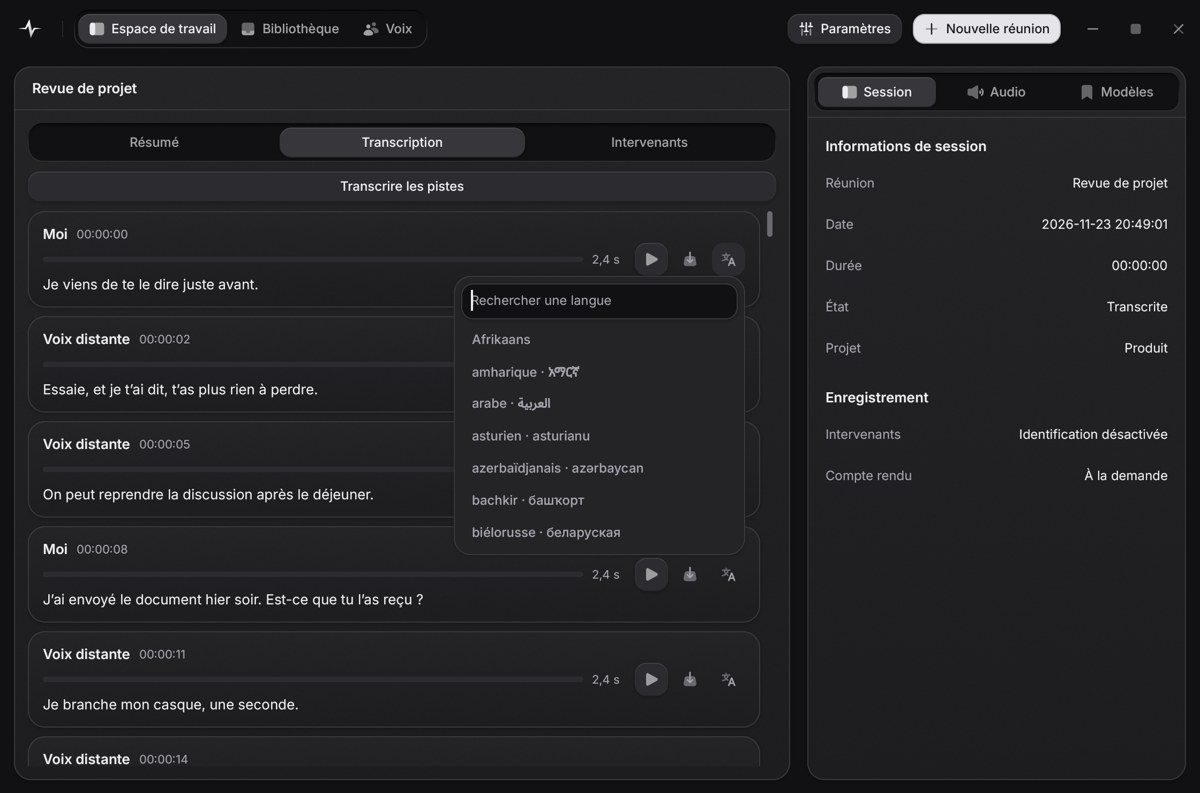 Espace de travail
Bibliothèque
Voix
Paramètres
Nouvelle réunion
Revue de projet
Résumé
Transcription
Intervenants
Transcrire les pistes
Moi 00:00:00
2,4 s
Je viens de te le dire juste avant.
Rechercher une langue
Afrikaans
amharique · አማርኛ
arabe · العربية
asturien · asturianu
azerbaïdjanais · azərbaycan
bachkir · башҡорт
biélorusse · беларуская
Voix distante 00:00:02
Essaie, et je t’ai dit, t’as plus rien à perdre.
Voix distante 00:00:05
On peut reprendre la discussion après le déjeuner.
Moi 00:00:08
2,4 s
J’ai envoyé le document hier soir. Est-ce que tu l’as reçu ?
Voix distante 00:00:11
2,4 s
Je branche mon casque, une seconde.
Voix distante 00:00:14
Session
Audio
Modèles
Informations de session
Réunion Revue de projet
Date 2026-11-23 20:49:01
Durée 00:00:00
État Transcrite
Projet Produit
Enregistrement
Intervenants Identification désactivée
Compte rendu À la demande